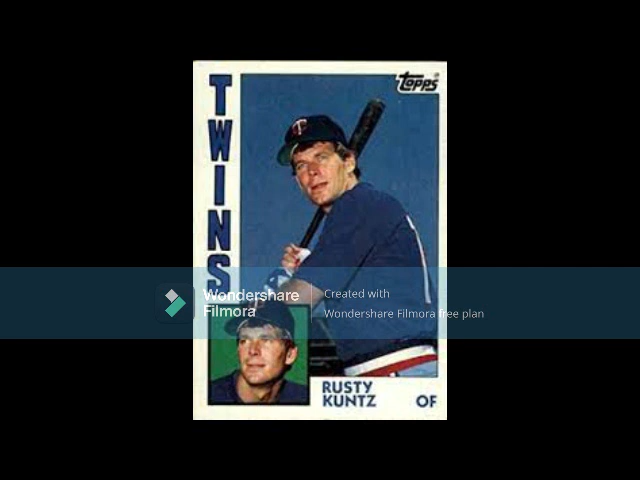 topps
TWINS
Wondershare
Filmora
Created with
Wondershare Filmora free plan
RUSTY
KUNTZ
OF